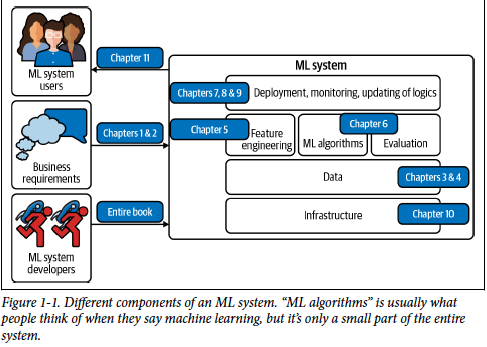 ML system
users
Chapter 11
Business
requirements
Chapters 1 & 2
ML system
developers
Entire book
ML system
Chapters 7, 8 & 9
Deployment, monitoring, updating of logics
Chapter 5
Feature
engineering
Chapter 6
ML algorithms
Evaluation
Data
Chapters 3 & 4
Infrastructure
Chapter 10
Figure 1-1. Different components of an ML system. “ML algorithms” is usually what
people think of when they say machine learning, but it’s only a small part of the entire
system.